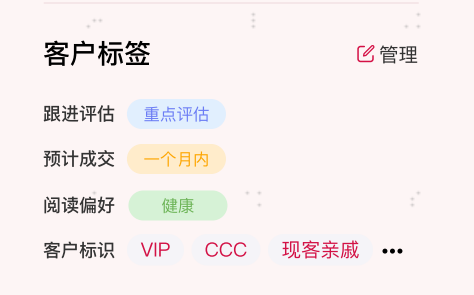 客户标签 管理
跟进评估 重点评估
预计成交 一个月内
阅读偏好 健康
客户标识 VIP CCC 现客亲戚 •••